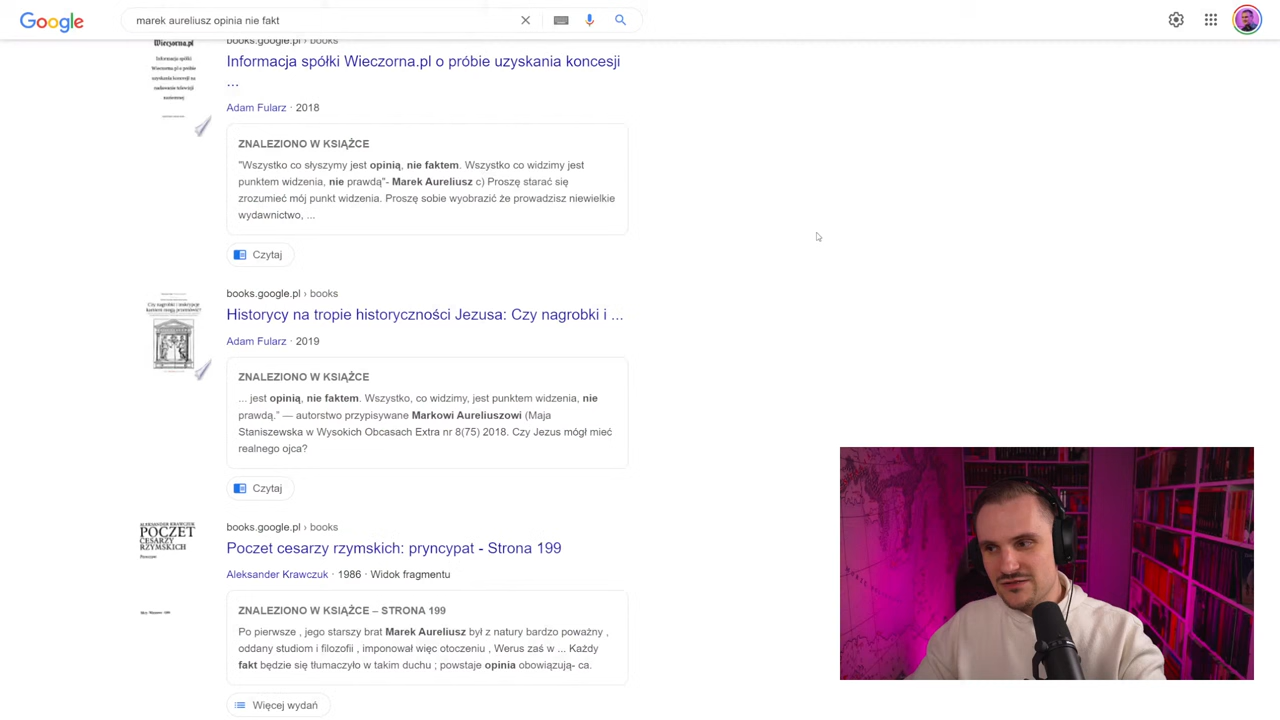 Google
marek aureliusz opinia nie fakt
books.google.pl › books
Wieczorna.pl
Informacja spółki Wieczorna.pl o próbie uzyskania koncesji
...
Adam Fularz · 2018
ZNALEZIONO W KSIĄŻCE
"Wszystko co słyszymy jest opinią, nie faktem. Wszystko co widzimy jest
punktem widzenia, nie prawdą"- Marek Aureliusz c) Proszę starać się
zrozumieć mój punkt widzenia. Proszę sobie wyobrazić że prowadzisz niewielkie
wydawnictwo, ...
Czytaj
books.google.pl › books
Historycy na tropie historyczności Jezusa: Czy nagrobki i ...
Adam Fularz · 2019
ZNALEZIONO W KSIĄŻCE
... jest opinią, nie faktem. Wszystko, co widzimy, jest punktem widzenia, nie
prawdą.” — autorstwo przypisywane Markowi Aureliuszowi (Maja
Staniszewska w Wysokich Obcasach Extra nr 8(75) 2018. Czy Jezus mógł mieć
realnego ojca?
Czytaj
ALEKSANDER KRAWCZUK
POCZET
CESARZY
RZYMSKICH
books.google.pl › books
Poczet cesarzy rzymskich: pryncypat - Strona 199
Aleksander Krawczuk · 1986 · Widok fragmentu
ZNALEZIONO W KSIĄŻCE – STRONA 199
Po pierwsze , jego starszy brat Marek Aureliusz był z natury bardzo poważny ,
oddany studiom i filozofii , imponował więc otoczeniu , Werus zaś w ... Każdy
fakt będzie się tłumaczyło w takim duchu ; powstaje opinia obowiązują- ca.
Więcej wydań